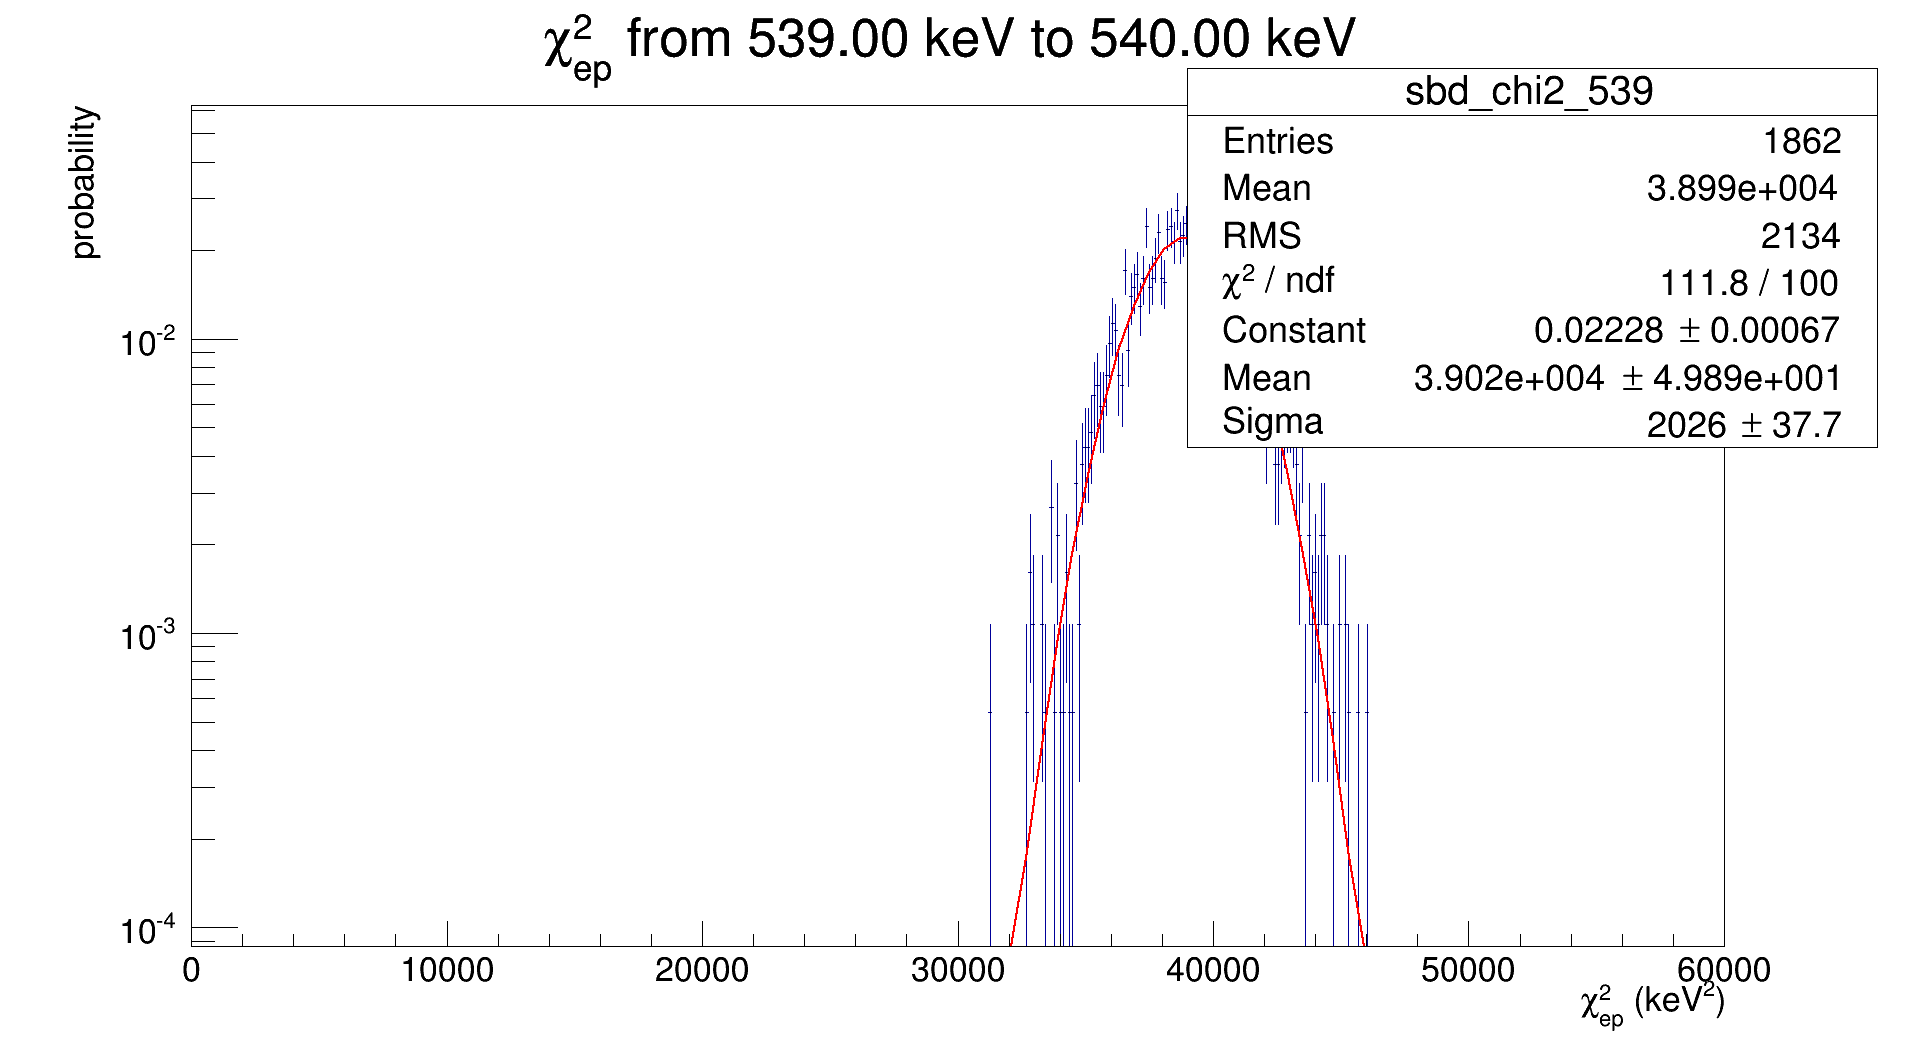 χ²ep from 539.00 keV to 540.00 keV
probability
sbd_chi2_539
Entries 1862
Mean 3.899e+004
RMS 2134
χ² / ndf 111.8 / 100
Constant 0.02228 ± 0.00067
Mean 3.902e+004 ± 4.989e+001
Sigma 2026 ± 37.7
10-2
10-3
10-4
0 10000 20000 30000 40000 50000 60000
χ²ep (keV²)